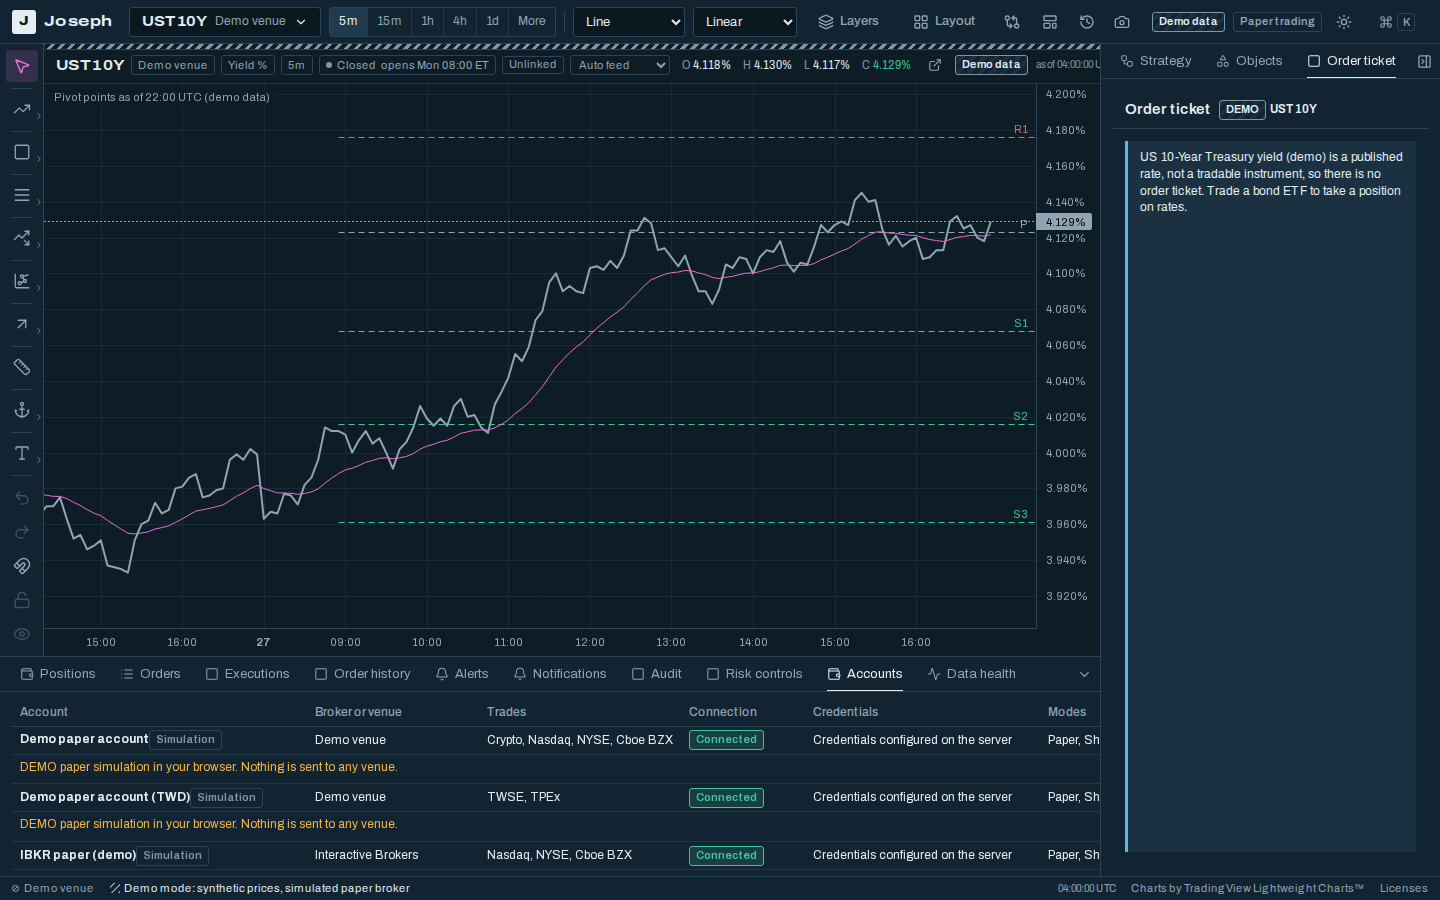 J Joseph UST10Y Demo venue 5m 15m 1h 4h 1d More Line Linear Layers Layout Demo data Paper trading ⌘ K
UST10Y Demo venue Yield % 5m Closed opens Mon 08:00 ET Unlinked Auto feed O 4.118% H 4.130% L 4.117% C 4.129% Demo data as of 04:00:00 U
Strategy Objects Order ticket
Pivot points as of 22:00 UTC (demo data)
Order ticket DEMO UST10Y
US 10-Year Treasury yield (demo) is a published
rate, not a tradable instrument, so there is no
order ticket. Trade a bond ETF to take a position
on rates.
4.200%
R1 4.180%
4.160%
4.140%
P 4.129%
4.120%
4.100%
4.080%
S1
4.060%
4.040%
S2 4.020%
4.000%
3.980%
S3 3.960%
3.940%
3.920%
15:00 16:00 27 09:00 10:00 11:00 12:00 13:00 14:00 15:00 16:00
Positions Orders Executions Order history Alerts Notifications Audit Risk controls Accounts Data health
Account Broker or venue Trades Connection Credentials Modes
Demo paper account Simulation Demo venue Crypto, Nasdaq, NYSE, Cboe BZX Connected Credentials configured on the server Paper, Sh
DEMO paper simulation in your browser. Nothing is sent to any venue.
Demo paper account (TWD) Simulation Demo venue TWSE, TPEx Connected Credentials configured on the server Paper, Sh
DEMO paper simulation in your browser. Nothing is sent to any venue.
IBKR paper (demo) Simulation Interactive Brokers Nasdaq, NYSE, Cboe BZX Connected Credentials configured on the server Paper, Sh
Demo venue Demo mode: synthetic prices, simulated paper broker 04:00:00 UTC Charts by TradingView Lightweight Charts™ Licenses